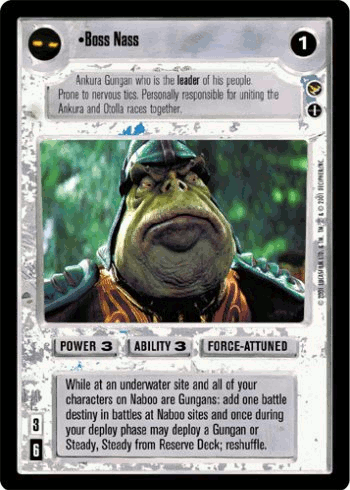 •Boss Nass
1
Ankura Gungan who is the leader of his people.
Prone to nervous tics. Personally responsible for uniting the
Ankura and Otolla races together.
POWER 3 ABILITY 3 FORCE-ATTUNED
While at an underwater site and all of your
characters on Naboo are Gungans: add one battle
destiny in battles at Naboo sites and once during
your deploy phase may deploy a Gungan or
Steady, Steady from Reserve Deck; reshuffle.
3
6